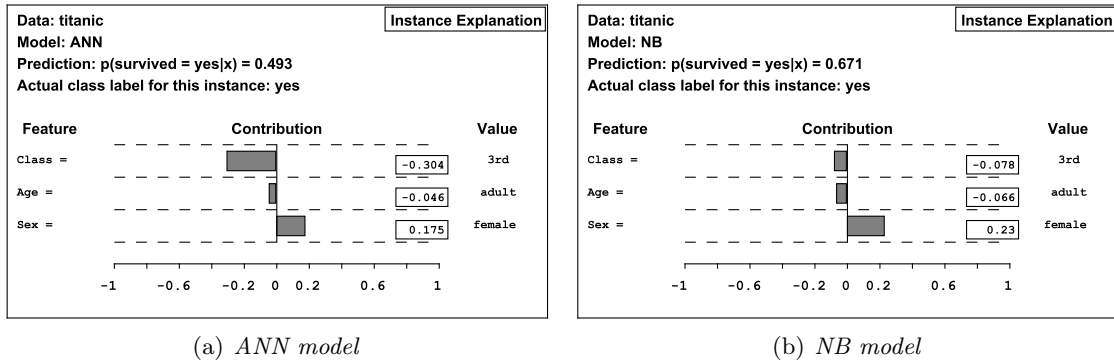 Data: titanic
Instance Explanation
Model: ANN
Prediction: p(survived = yes|x) = 0.493
Actual class label for this instance: yes
Feature Contribution Value
Class = -0.304 3rd
Age = -0.046 adult
Sex = 0.175 female
-1 -0.6 -0.2 0 0.2 0.6 1
(a) ANN model
Data: titanic
Instance Explanation
Model: NB
Prediction: p(survived = yes|x) = 0.671
Actual class label for this instance: yes
Feature Contribution Value
Class = -0.078 3rd
Age = -0.066 adult
Sex = 0.23 female
-1 -0.6 -0.2 0 0.2 0.6 1
(b) NB model